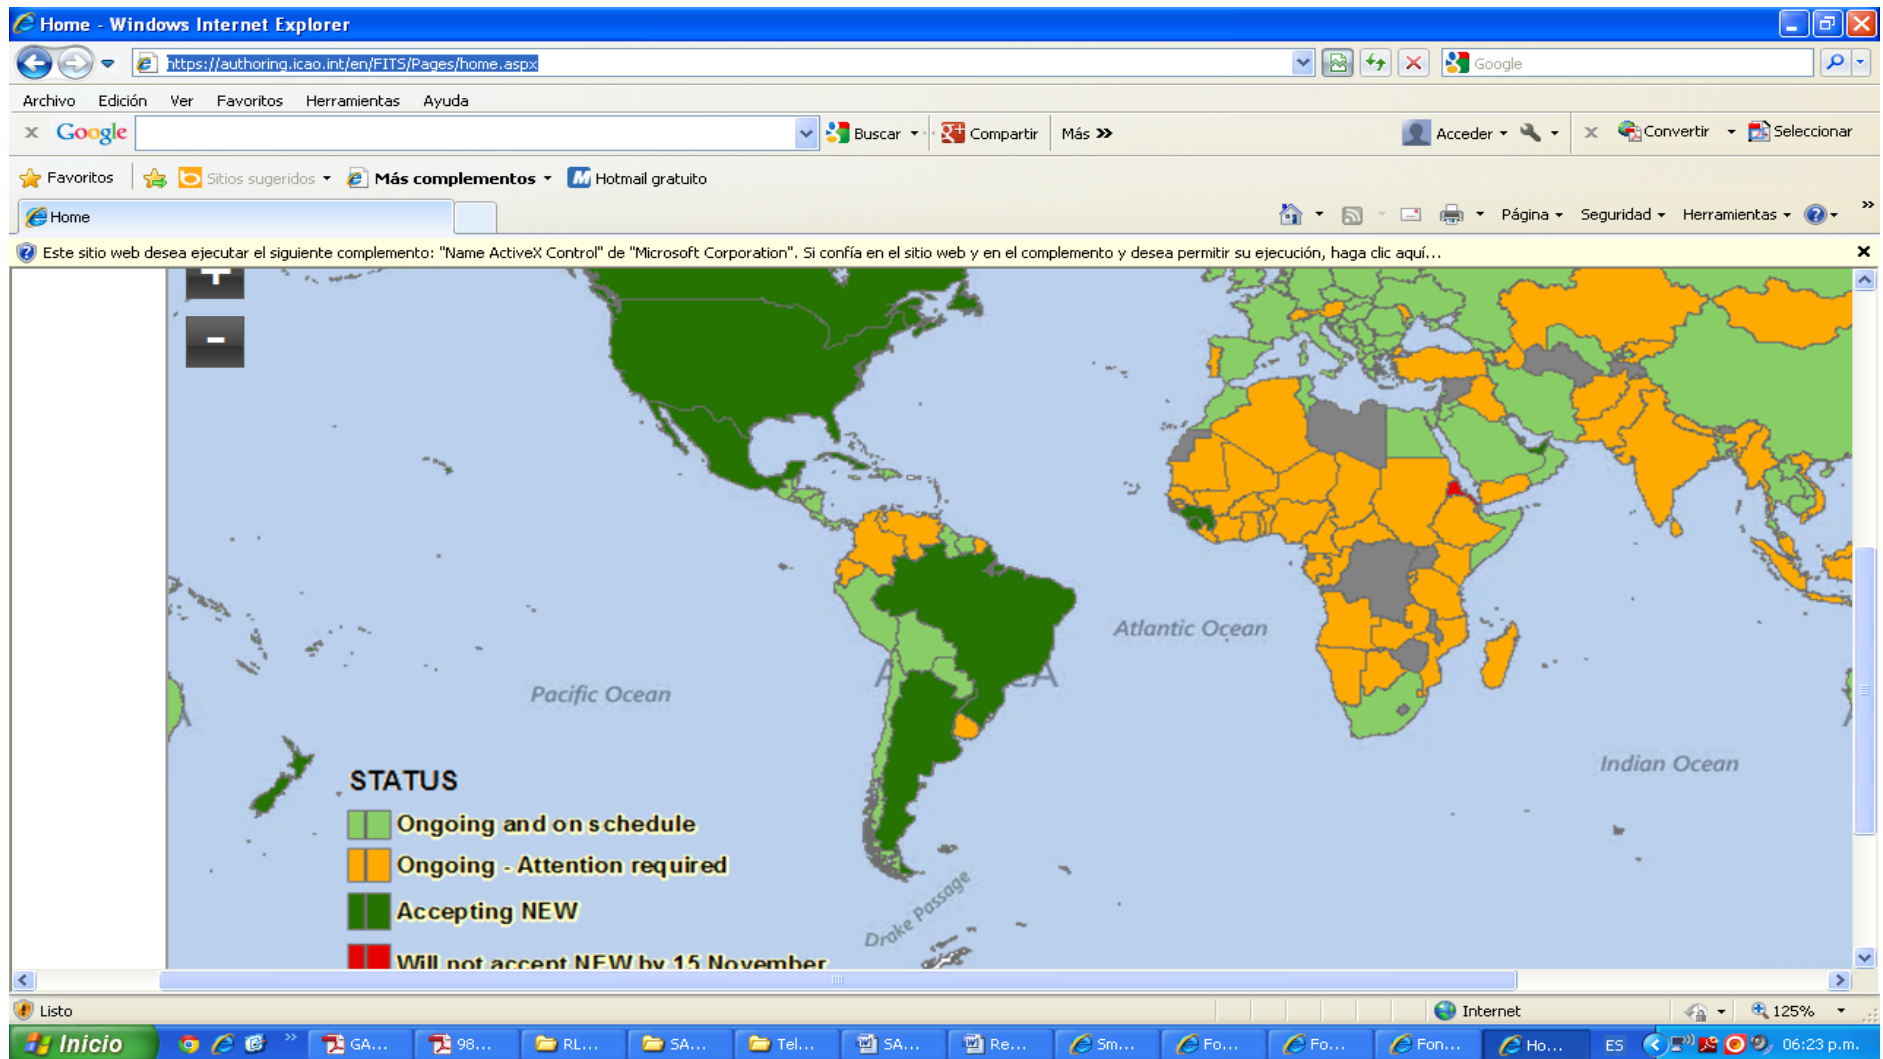 Home - Windows Internet Explorer
https://authoring.icao.int/en/FITS/Pages/home.aspx
Google
Archivo Edición Ver Favoritos Herramientas Ayuda
x Google Buscar Compartir Más >> Acceder x Convertir Seleccionar
Favoritos Sitios sugeridos Más complementos Hotmail gratuito
Home Página Seguridad Herramientas >>
Este sitio web desea ejecutar el siguiente complemento: "Name ActiveX Control" de "Microsoft Corporation". Si confía en el sitio web y en el complemento y desea permitir su ejecución, haga clic aquí...
+
-
Atlantic Ocean
Pacific Ocean
Indian Ocean
Drake Passage
STATUS
Ongoing and on schedule
Ongoing - Attention required
Accepting NEW
Will not accept NEW by 15 November
Listo Internet 125%
Inicio >> GA... 98... RL... SA... Tel... SA... Re... Sm... Fo... Fo... Fon... Ho... ES 06:23 p.m.